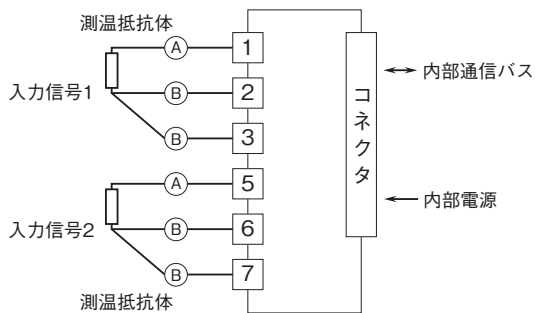 測温抵抗体
A 1
入力信号1
B 2
B 3
A 5
入力信号2
B 6
B 7
測温抵抗体
コネクタ
内部通信バス
内部電源